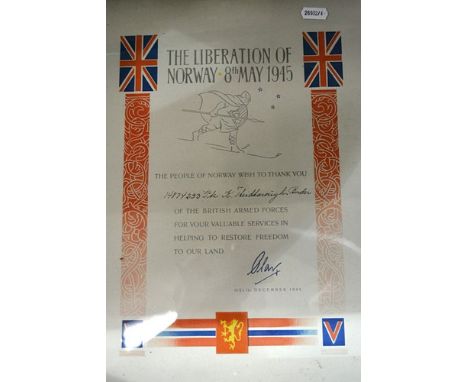 THE LIBERATION OF
NORWAY · 8th MAY 1945
THE PEOPLE OF NORWAY WISH TO THANK YOU
OF THE BRITISH ARMED FORCES
FOR YOUR VALUABLE SERVICES IN
HELPING TO RESTORE FREEDOM
TO OUR LAND.
Olav
OSLO DECEMBER 1945
V